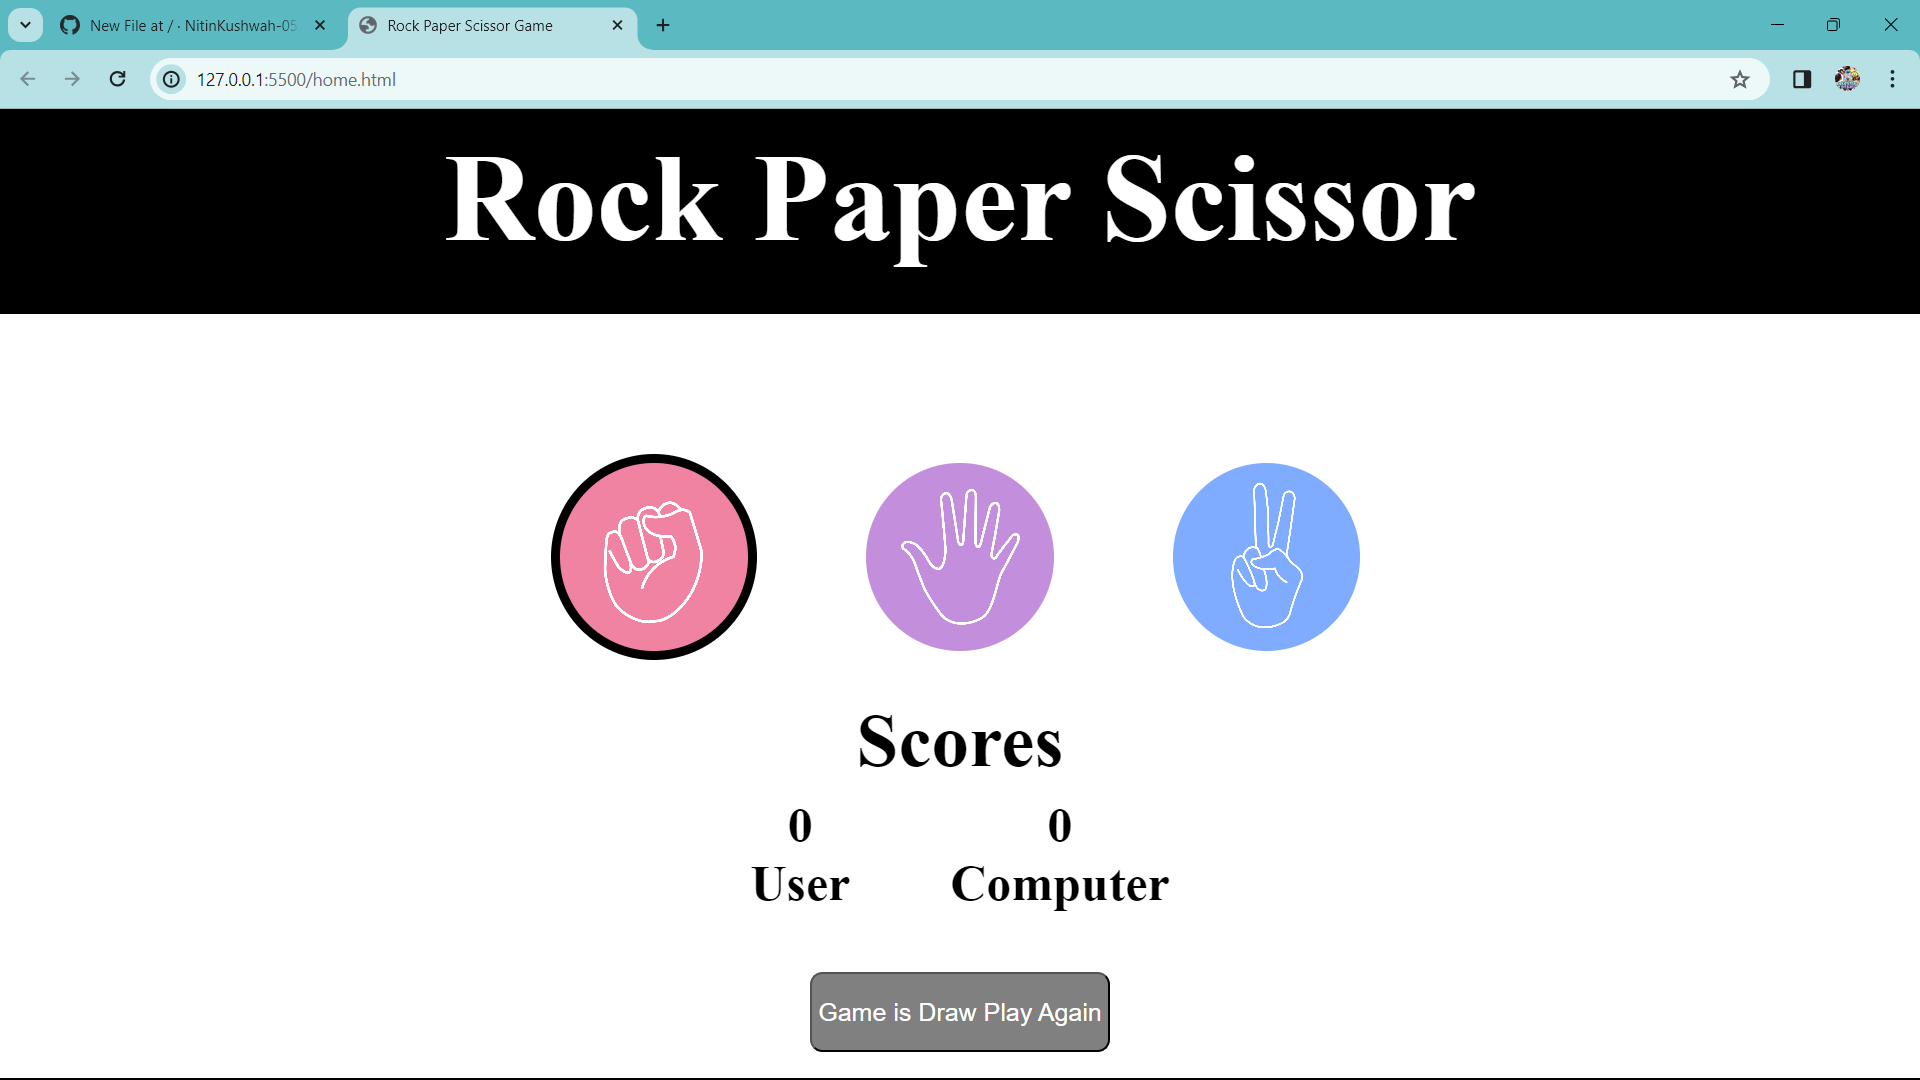 New File at / · NitinKushwah-05
Rock Paper Scissor Game
127.0.0.1:5500/home.html
Rock Paper Scissor
Scores
0 0
User Computer
Game is Draw Play Again